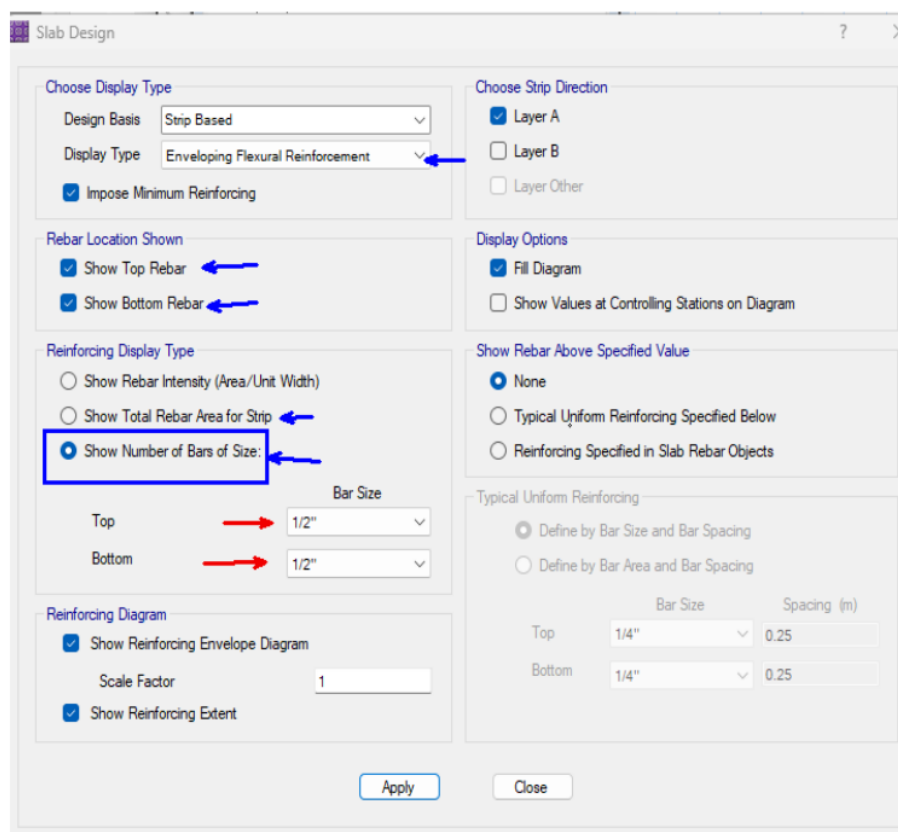 Slab Design ?
Choose Display Type
Design Basis Strip Based
Display Type Enveloping Flexural Reinforcement
Impose Minimum Reinforcing
Rebar Location Shown
Show Top Rebar
Show Bottom Rebar
Reinforcing Display Type
Show Rebar Intensity (Area/Unit Width)
Show Total Rebar Area for Strip
Show Number of Bars of Size:
Bar Size
Top 1/2"
Bottom 1/2"
Reinforcing Diagram
Show Reinforcing Envelope Diagram
Scale Factor 1
Show Reinforcing Extent
Choose Strip Direction
Layer A
Layer B
Layer Other
Display Options
Fill Diagram
Show Values at Controlling Stations on Diagram
Show Rebar Above Specified Value
None
Typical Uniform Reinforcing Specified Below
Reinforcing Specified in Slab Rebar Objects
Typical Uniform Reinforcing
Define by Bar Size and Bar Spacing
Define by Bar Area and Bar Spacing
Bar Size Spacing (m)
Top 1/4" 0.25
Bottom 1/4" 0.25
Apply Close